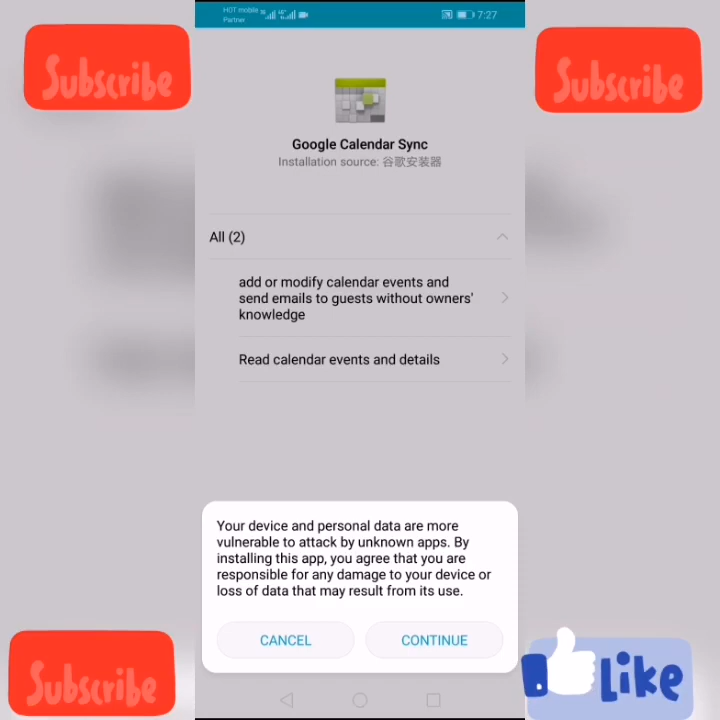 HOT mobile
Partner
7:27
Subscribe
Subscribe
Google Calendar Sync
Installation source: 谷歌安装器
All (2)
add or modify calendar events and
send emails to guests without owners'
knowledge
Read calendar events and details
Your device and personal data are more
vulnerable to attack by unknown apps. By
installing this app, you agree that you are
responsible for any damage to your device or
loss of data that may result from its use.
CANCEL
CONTINUE
Subscribe
Like